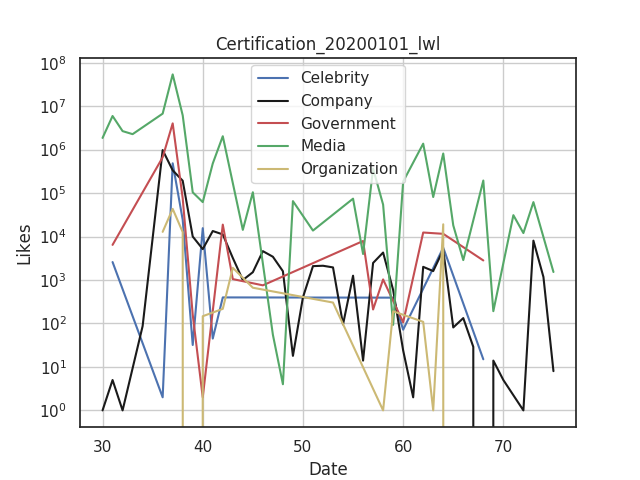 Certification_20200101_lwl
Celebrity
Company
Government
Media
Organization
Likes
10⁸
10⁷
10⁶
10⁵
10⁴
10³
10²
10¹
10⁰
30 40 50 60 70
Date